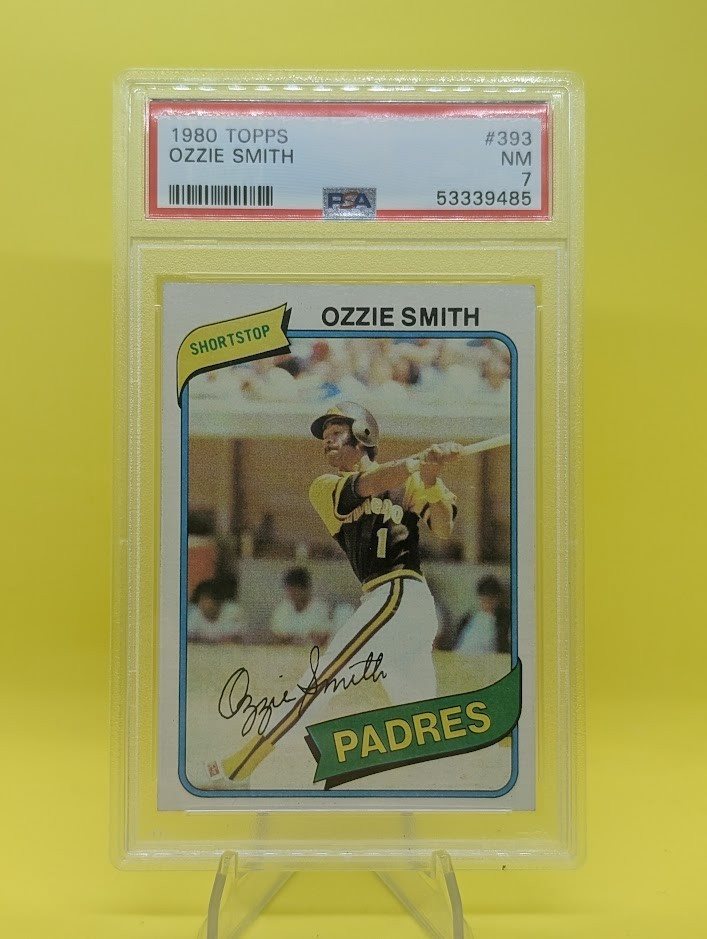 1980 TOPPS #393
OZZIE SMITH NM
7
PSA 53339485
SHORTSTOP
OZZIE SMITH
1
Ozzie Smith
PADRES